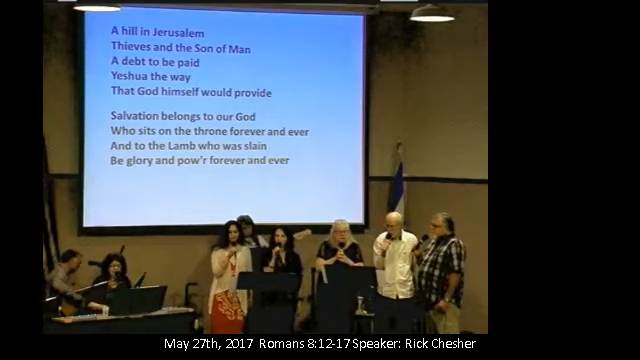 A hill in Jerusalem
Thieves and the Son of Man
A debt to be paid
Yeshua the way
That God himself would provide
Salvation belongs to our God
Who sits on the throne forever and ever
And to the Lamb who was slain
Be glory and pow'r forever and ever
May 27th, 2017 Romans 8:12-17 Speaker: Rick Chesher